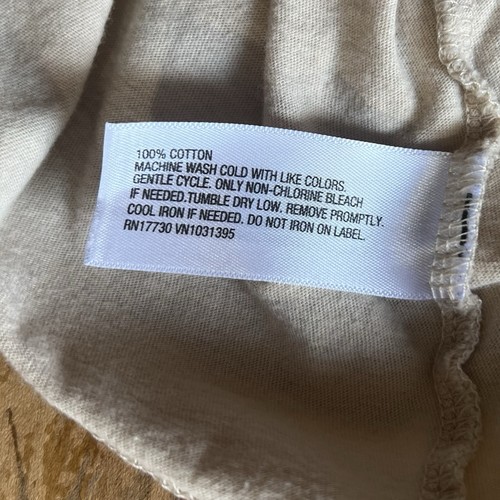 100% COTTON
MACHINE WASH COLD WITH LIKE COLORS.
GENTLE CYCLE. ONLY NON-CHLORINE BLEACH
IF NEEDED.TUMBLE DRY LOW. REMOVE PROMPTLY.
COOL IRON IF NEEDED. DO NOT IRON ON LABEL.
RN17730 VN1031395